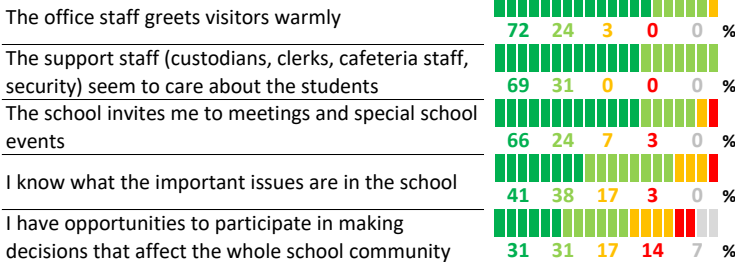 The office staff greets visitors warmly
72 24 3 0 0 %
The support staff (custodians, clerks, cafeteria staff,
security) seem to care about the students
69 31 0 0 0 %
The school invites me to meetings and special school
events
66 24 7 3 0 %
I know what the important issues are in the school
41 38 17 3 0 %
I have opportunities to participate in making
decisions that affect the whole school community
31 31 17 14 7 %